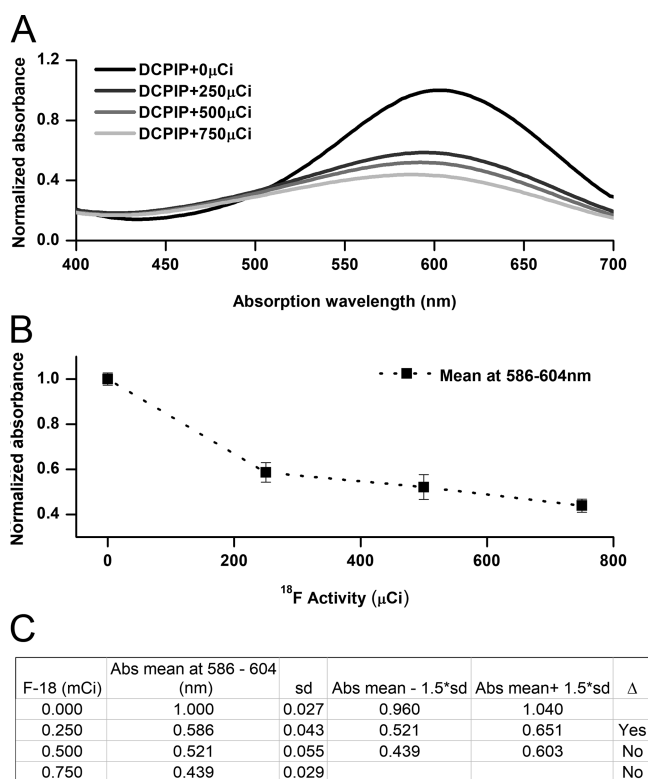 A
Normalized absorbance
1.2
0.8
0.4
0.0
DCPIP+0μCi
DCPIP+250μCi
DCPIP+500μCi
DCPIP+750μCi
400 450 500 550 600 650 700
Absorption wavelength (nm)
B
Normalized absorbance
1.0
0.8
0.6
0.4
Mean at 586-604nm
0 200 400 600 800
18F Activity (μCi)
C
F-18 (mCi) Abs mean at 586 - 604 (nm) sd Abs mean - 1.5*sd Abs mean+ 1.5*sd Δ
0.000 1.000 0.027 0.960 1.040
0.250 0.586 0.043 0.521 0.651 Yes
0.500 0.521 0.055 0.439 0.603 No
0.750 0.439 0.029 No